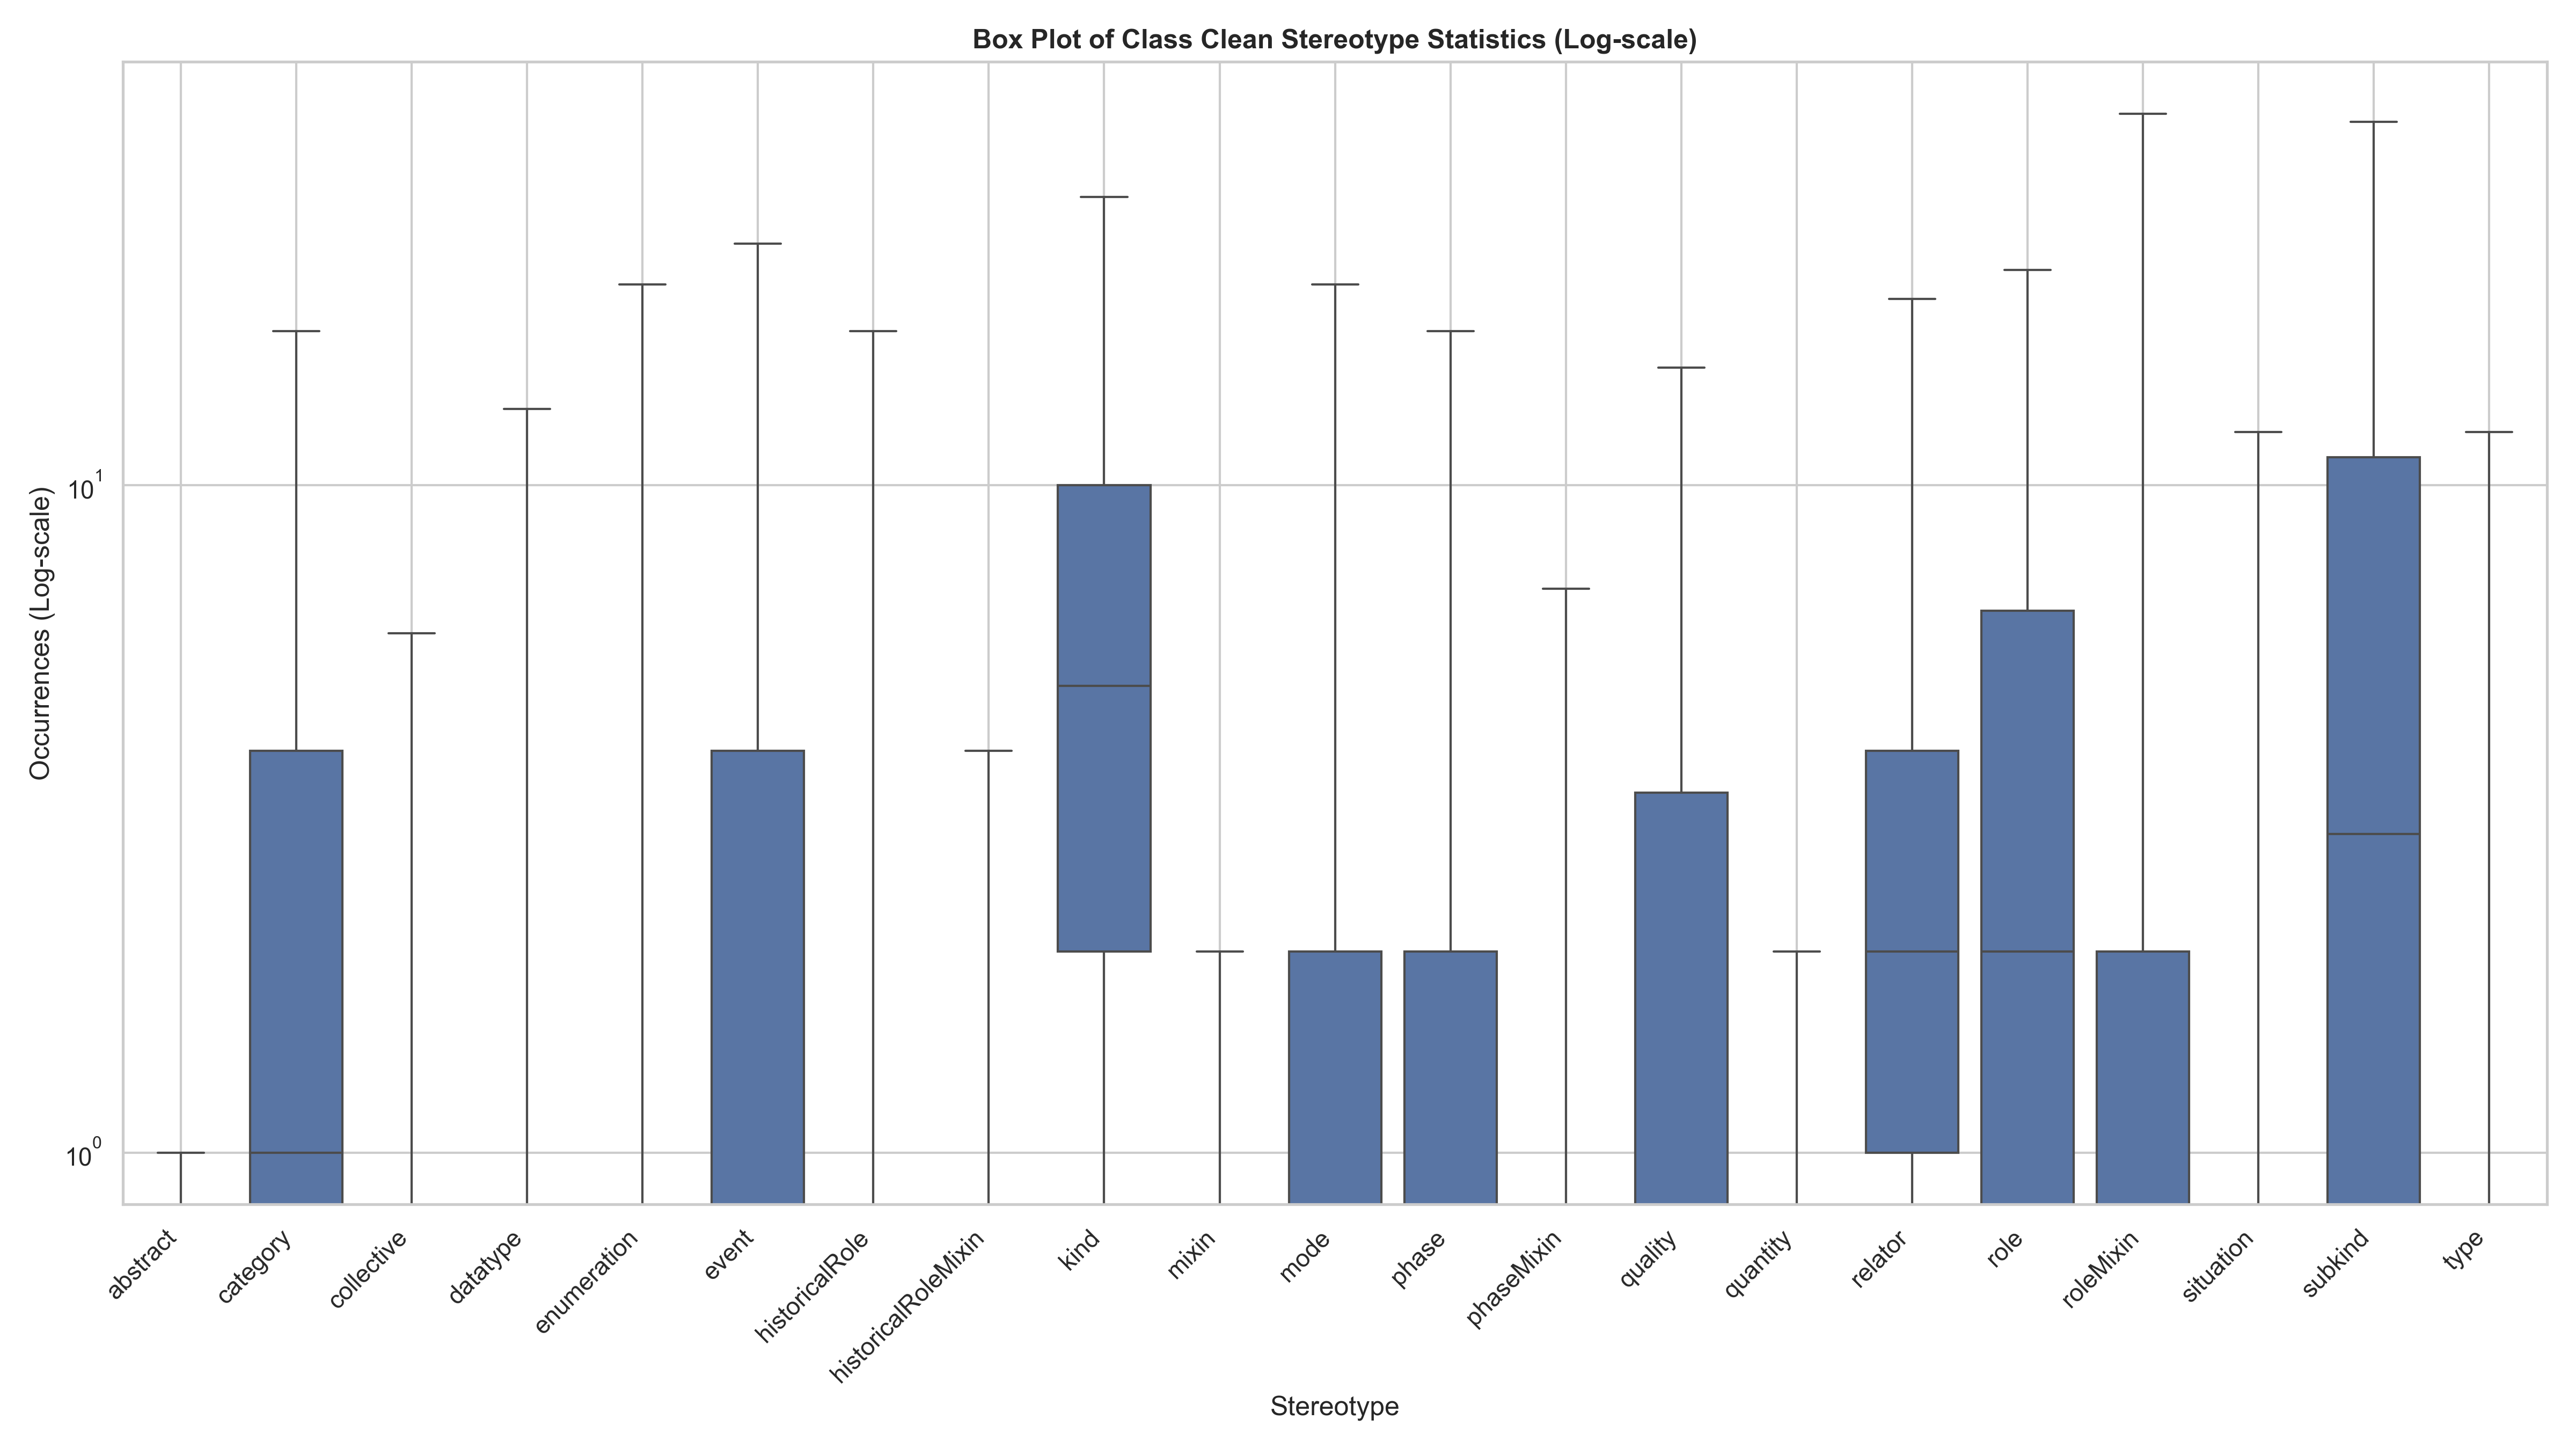 Box Plot of Class Clean Stereotype Statistics (Log-scale)
Occurrences (Log-scale)
10¹
10⁰
abstract
category
collective
datatype
enumeration
event
historicalRole
historicalRoleMixin
kind
mixin
mode
phase
phaseMixin
quality
quantity
relator
role
roleMixin
situation
subkind
type
Stereotype